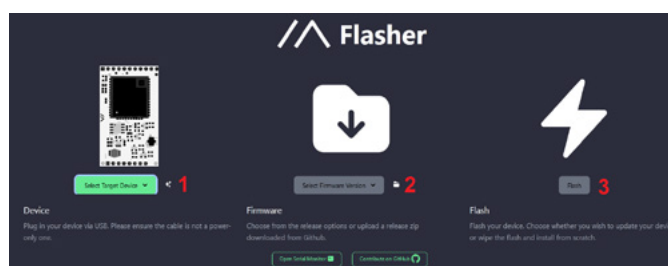 Flasher
Select Target Device 1
Select Firmware Version 2
Flash 3
Device
Plug in your device via USB. Please ensure the cable is not a power-
only one.
Firmware
Choose from the release options or upload a release zip
downloaded from Github.
Flash
Flash your device. Choose whether you wish to update your devi
or wipe the flash and install from scratch.
Open Serial Monitor
Contribute on GitHub